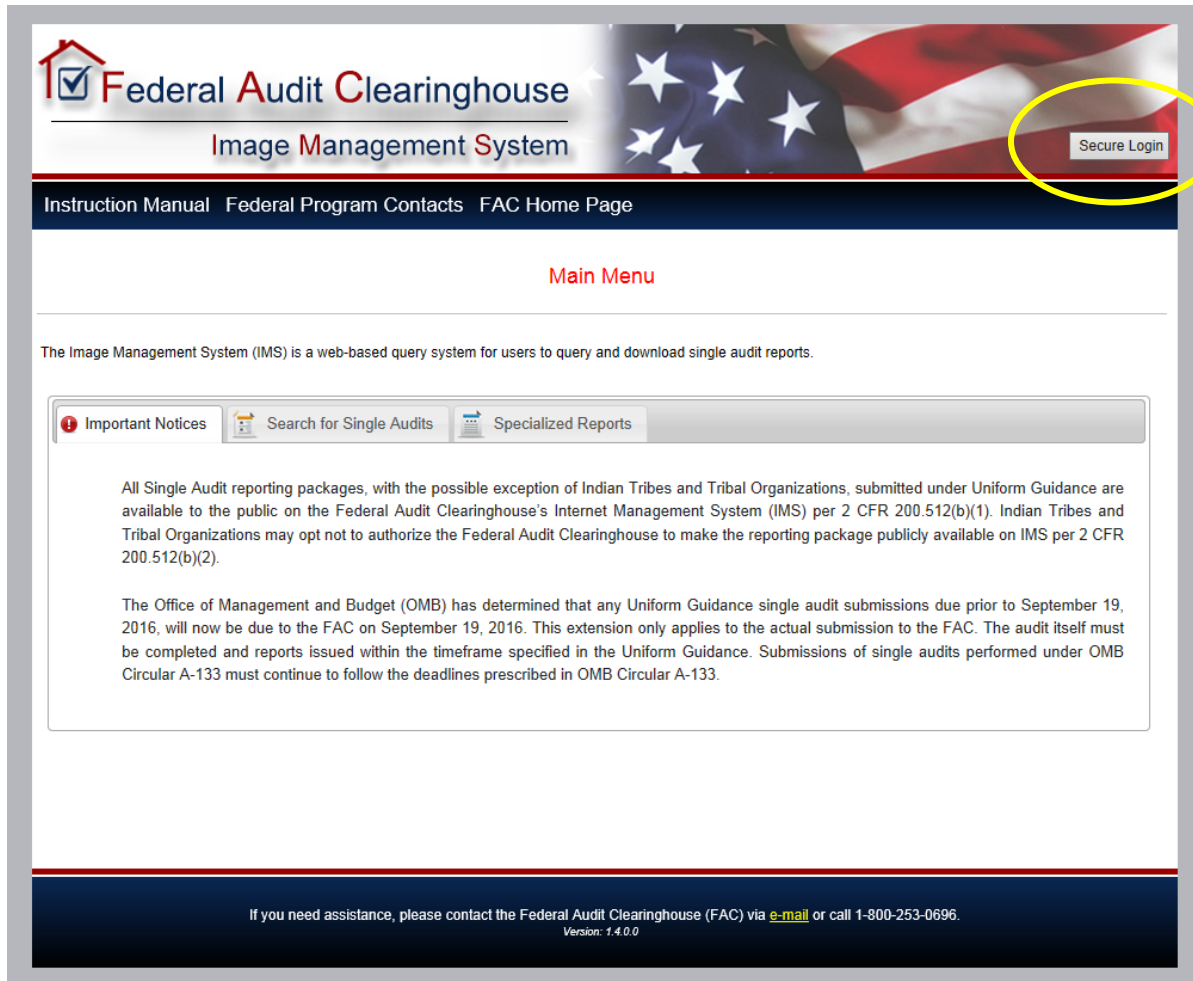 Federal Audit Clearinghouse
Image Management System
Secure Login
Instruction Manual Federal Program Contacts FAC Home Page
Main Menu
The Image Management System (IMS) is a web-based query system for users to query and download single audit reports.
Important Notices Search for Single Audits Specialized Reports
All Single Audit reporting packages, with the possible exception of Indian Tribes and Tribal Organizations, submitted under Uniform Guidance are
available to the public on the Federal Audit Clearinghouse's Internet Management System (IMS) per 2 CFR 200.512(b)(1). Indian Tribes and
Tribal Organizations may opt not to authorize the Federal Audit Clearinghouse to make the reporting package publicly available on IMS per 2 CFR
200.512(b)(2).
The Office of Management and Budget (OMB) has determined that any Uniform Guidance single audit submissions due prior to September 19,
2016, will now be due to the FAC on September 19, 2016. This extension only applies to the actual submission to the FAC. The audit itself must
be completed and reports issued within the timeframe specified in the Uniform Guidance. Submissions of single audits performed under OMB
Circular A-133 must continue to follow the deadlines prescribed in OMB Circular A-133.
If you need assistance, please contact the Federal Audit Clearinghouse (FAC) via e-mail or call 1-800-253-0696.
Version: 1.4.0.0